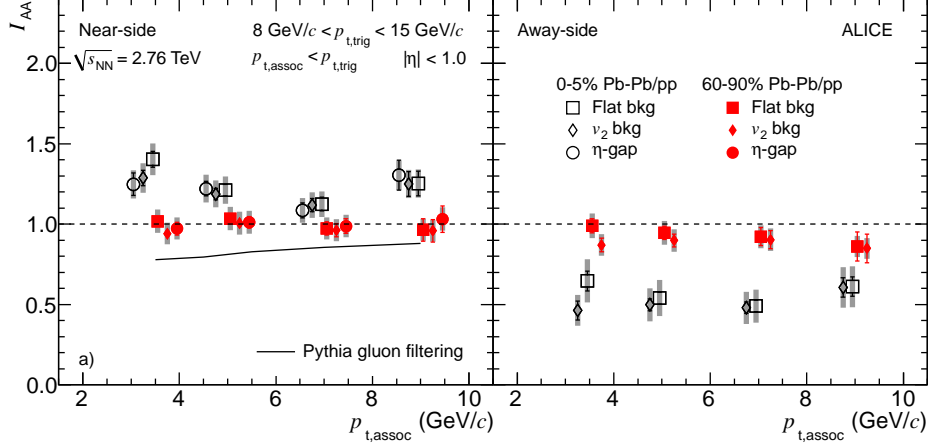 I_AA
Near-side
8 GeV/c < p_t,trig < 15 GeV/c
√s_NN = 2.76 TeV
p_t,assoc < p_t,trig
|η| < 1.0
2.0
1.5
1.0
0.5
0.0
a)
Pythia gluon filtering
2 4 6 8 10
p_t,assoc (GeV/c)
Away-side
ALICE
0-5% Pb-Pb/pp
60-90% Pb-Pb/pp
Flat bkg
Flat bkg
v_2 bkg
v_2 bkg
η-gap
η-gap
2 4 6 8 10
p_t,assoc (GeV/c)